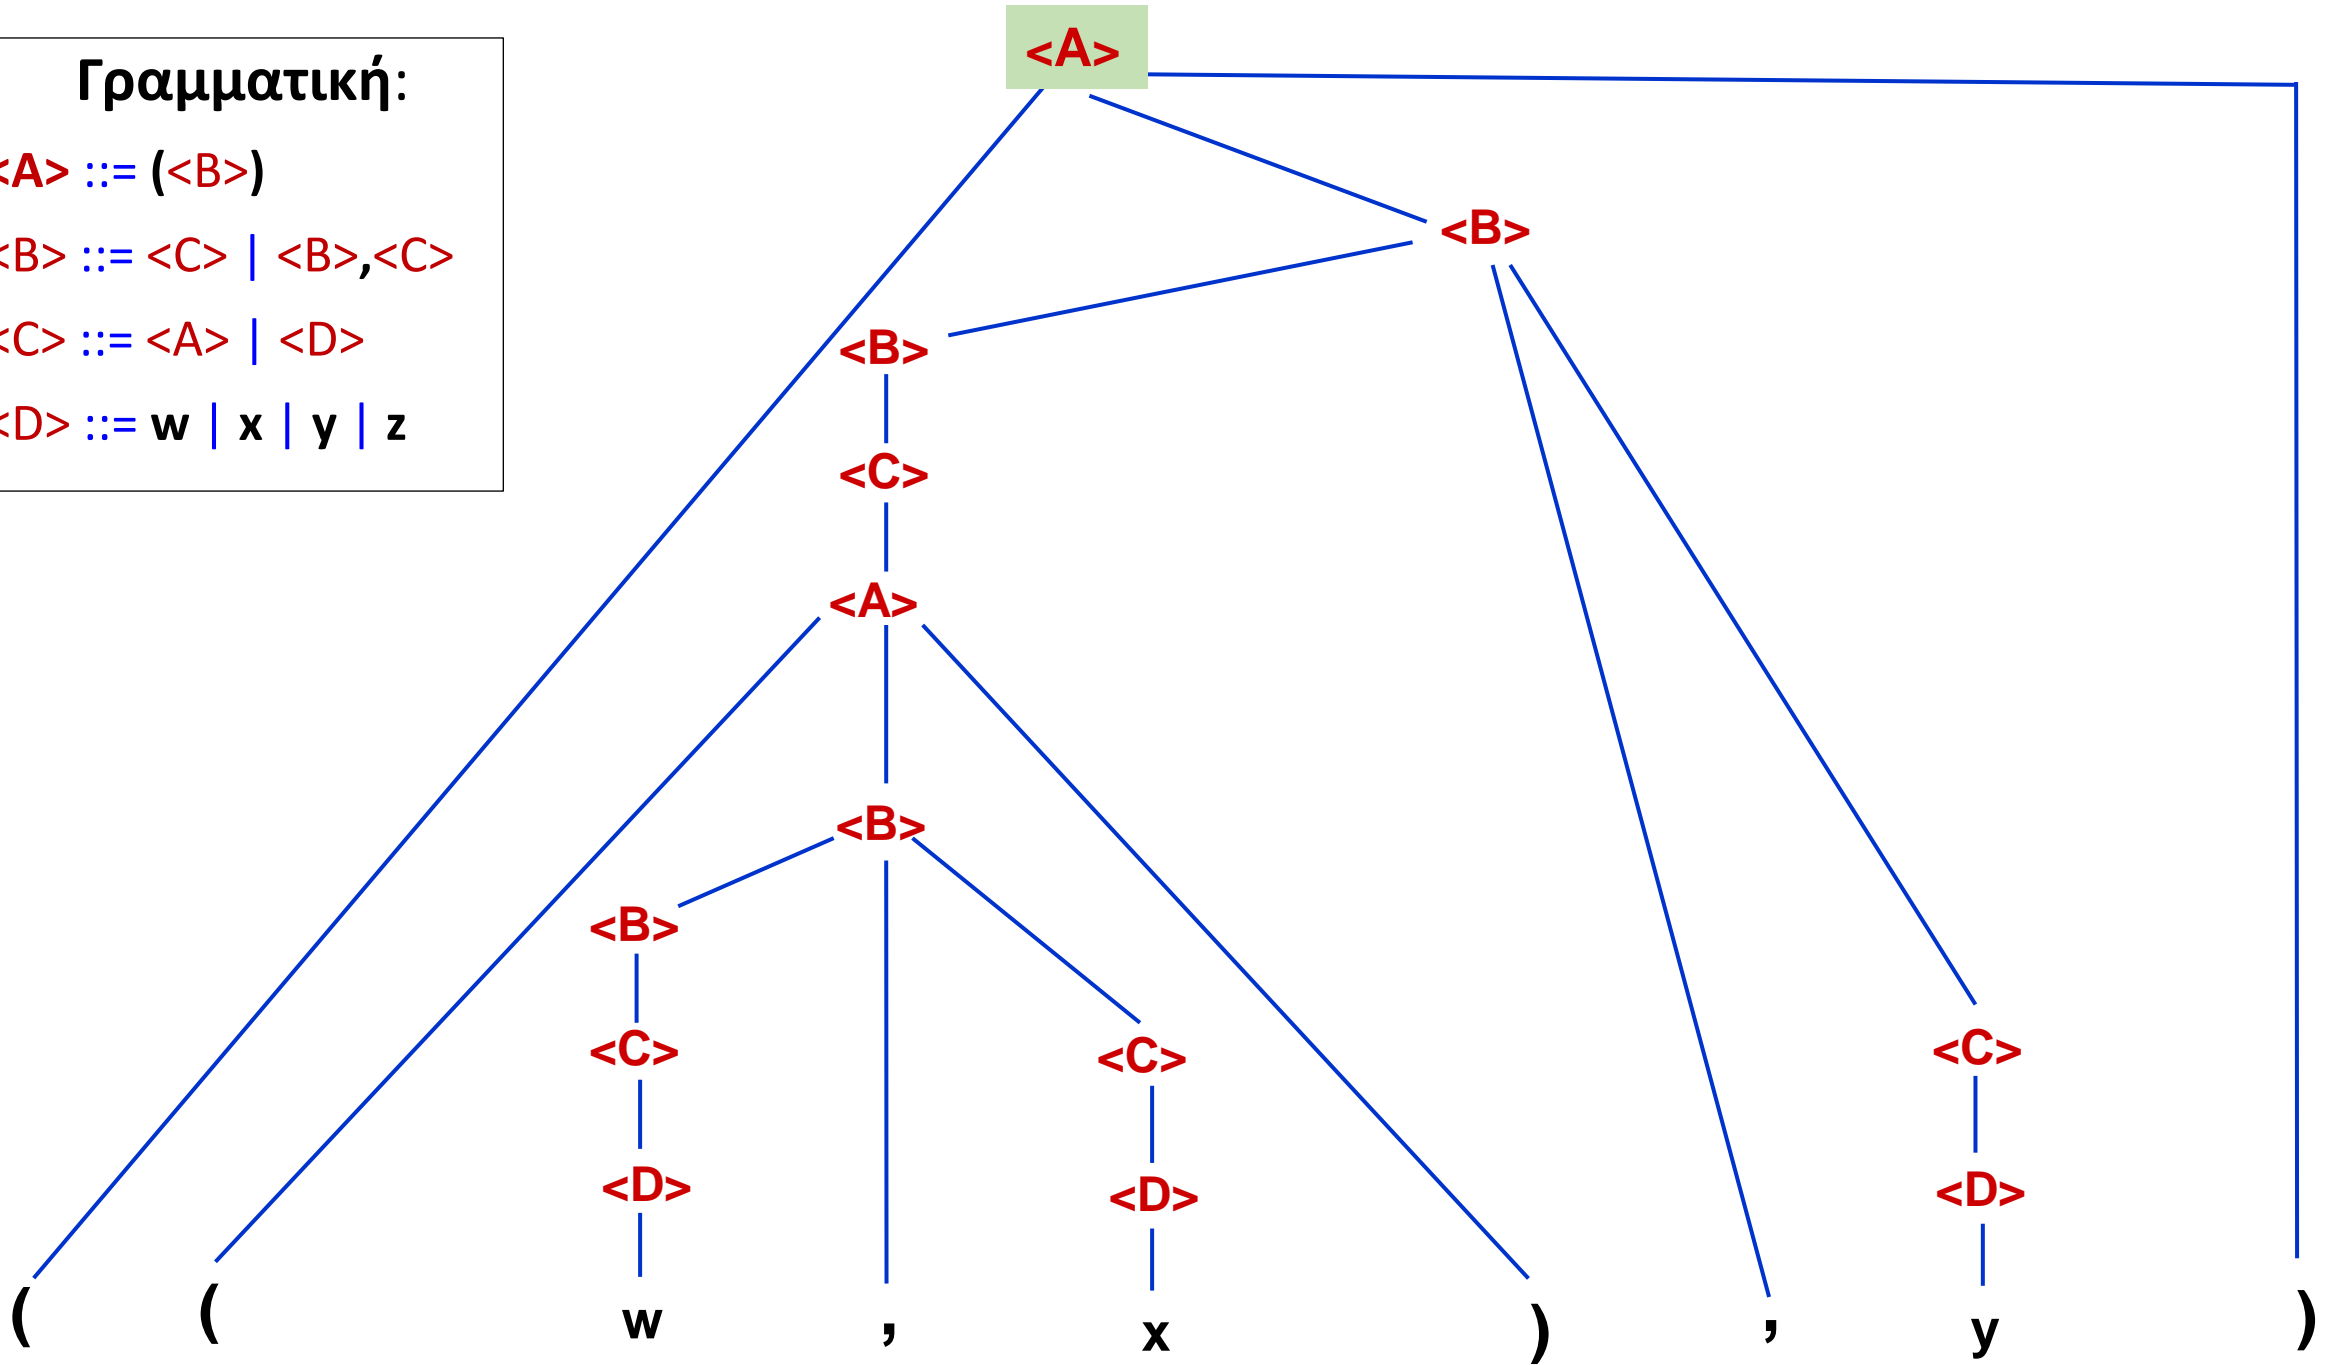 <A>
Γραμματική:
<A> ::= (<B>)
<B> ::= <C> | <B>,<C>
<C> ::= <A> | <D>
<D> ::= w | x | y | z
<B>
<B>
<C>
<A>
<B>
<B>
<C> <C> <C>
<D> <D> <D>
( ( w , x ) , y )